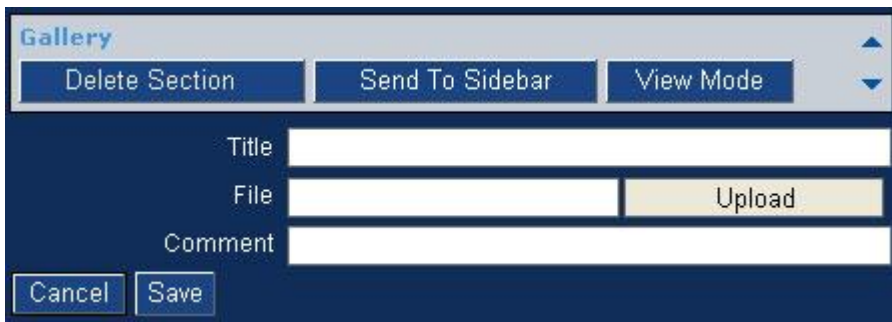 Gallery
Delete Section Send To Sidebar View Mode
Title
File Upload
Comment
Cancel Save